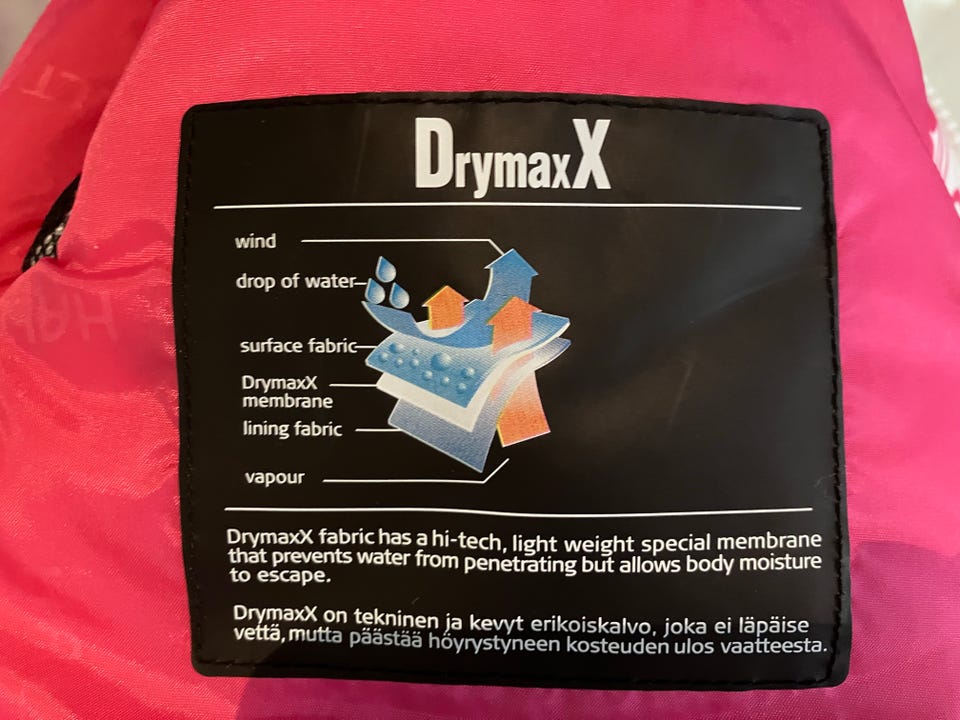 DrymaxX
wind
drop of water
surface fabric
DrymaxX
membrane
lining fabric
vapour
DrymaxX fabric has a hi-tech, light weight special membrane
that prevents water from penetrating but allows body moisture
to escape.
DrymaxX on tekninen ja kevyt erikoiskalvo, joka ei läpäise
vettä, mutta päästää höyrystyneen kosteuden ulos vaatteesta.